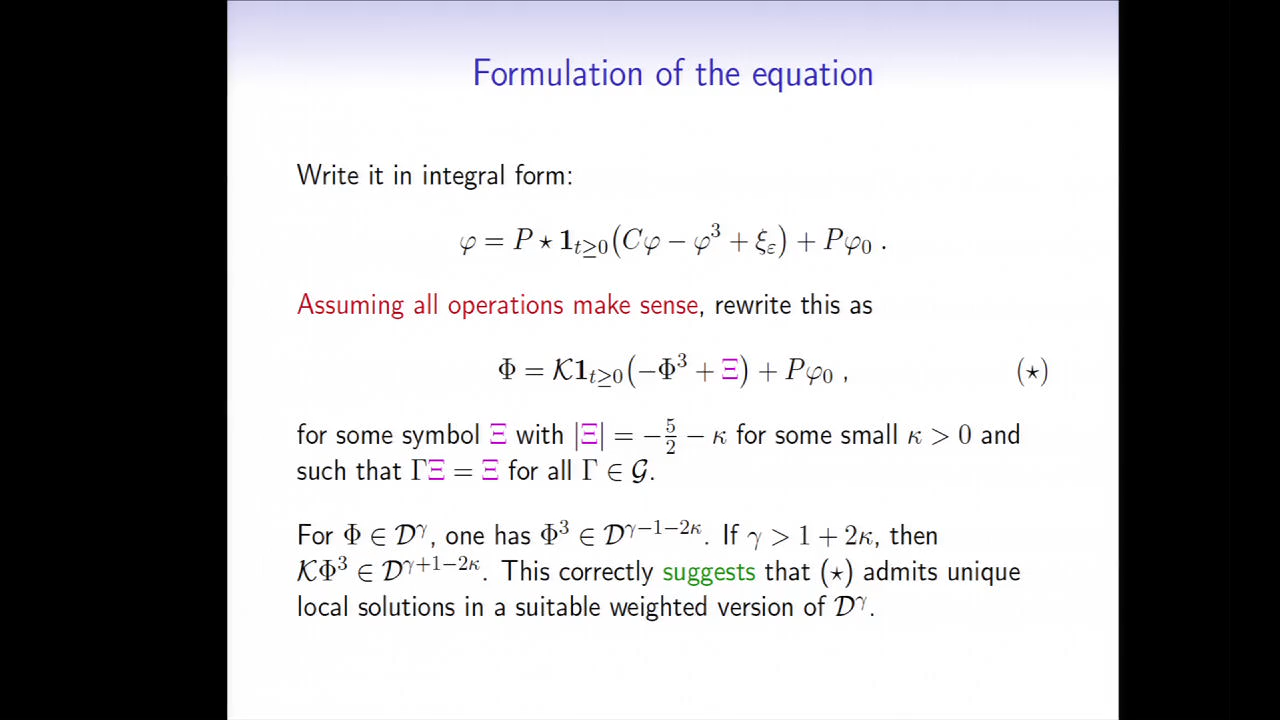 Formulation of the equation
Write it in integral form:
φ = P ⋆ 𝟏_{t≥0}(Cφ − φ³ + ξ_ε) + Pφ₀ .
Assuming all operations make sense, rewrite this as
Φ = 𝒦𝟏_{t≥0}(−Φ³ + Ξ) + Pφ₀ , (⋆)
for some symbol Ξ with |Ξ| = −5/2 − κ for some small κ > 0 and
such that ΓΞ = Ξ for all Γ ∈ 𝒢.
For Φ ∈ 𝒟^γ, one has Φ³ ∈ 𝒟^{γ−1−2κ}. If γ > 1 + 2κ, then
𝒦Φ³ ∈ 𝒟^{γ+1−2κ}. This correctly suggests that (⋆) admits unique
local solutions in a suitable weighted version of 𝒟^γ.